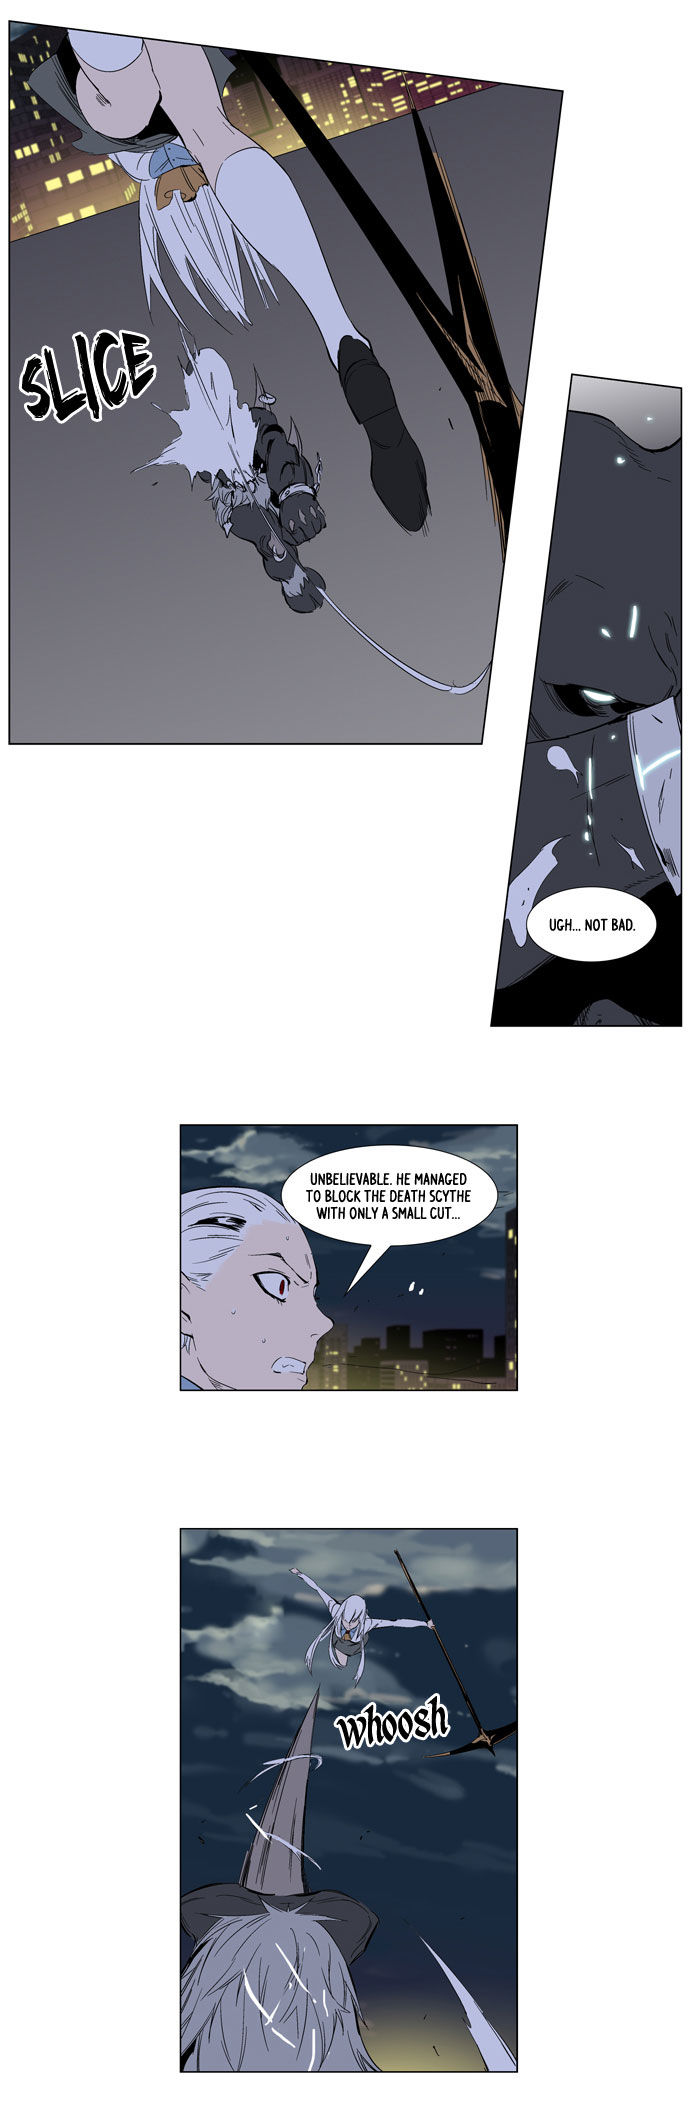 SLICE
UGH... NOT BAD.
UNBELIEVABLE. HE MANAGED
TO BLOCK THE DEATH SCYTHE
WITH ONLY A SMALL CUT...
WHOOSH